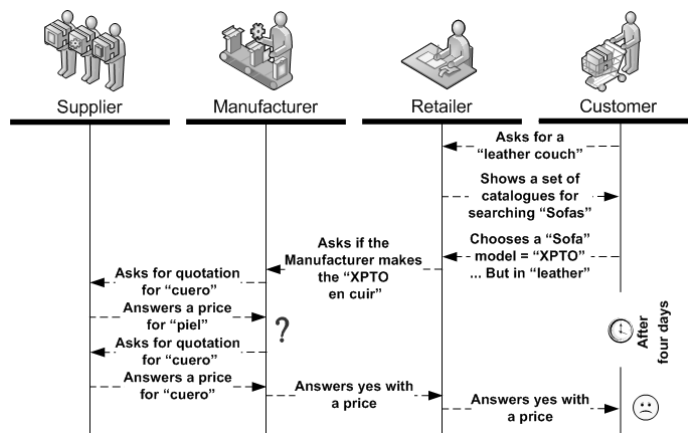 Supplier
Manufacturer
Retailer
Customer
Asks for a
“leather couch”
Shows a set of
catalogues for
searching “Sofas”
Chooses a “Sofa”
model = “XPTO”
... But in “leather”
Asks if the
Manufacturer makes
the “XPTO
en cuir”
Asks for quotation
for “cuero”
Answers a price
for “piel”
?
Asks for quotation
for “cuero”
Answers a price
for “cuero”
After
four days
Answers yes with
a price
Answers yes with
a price